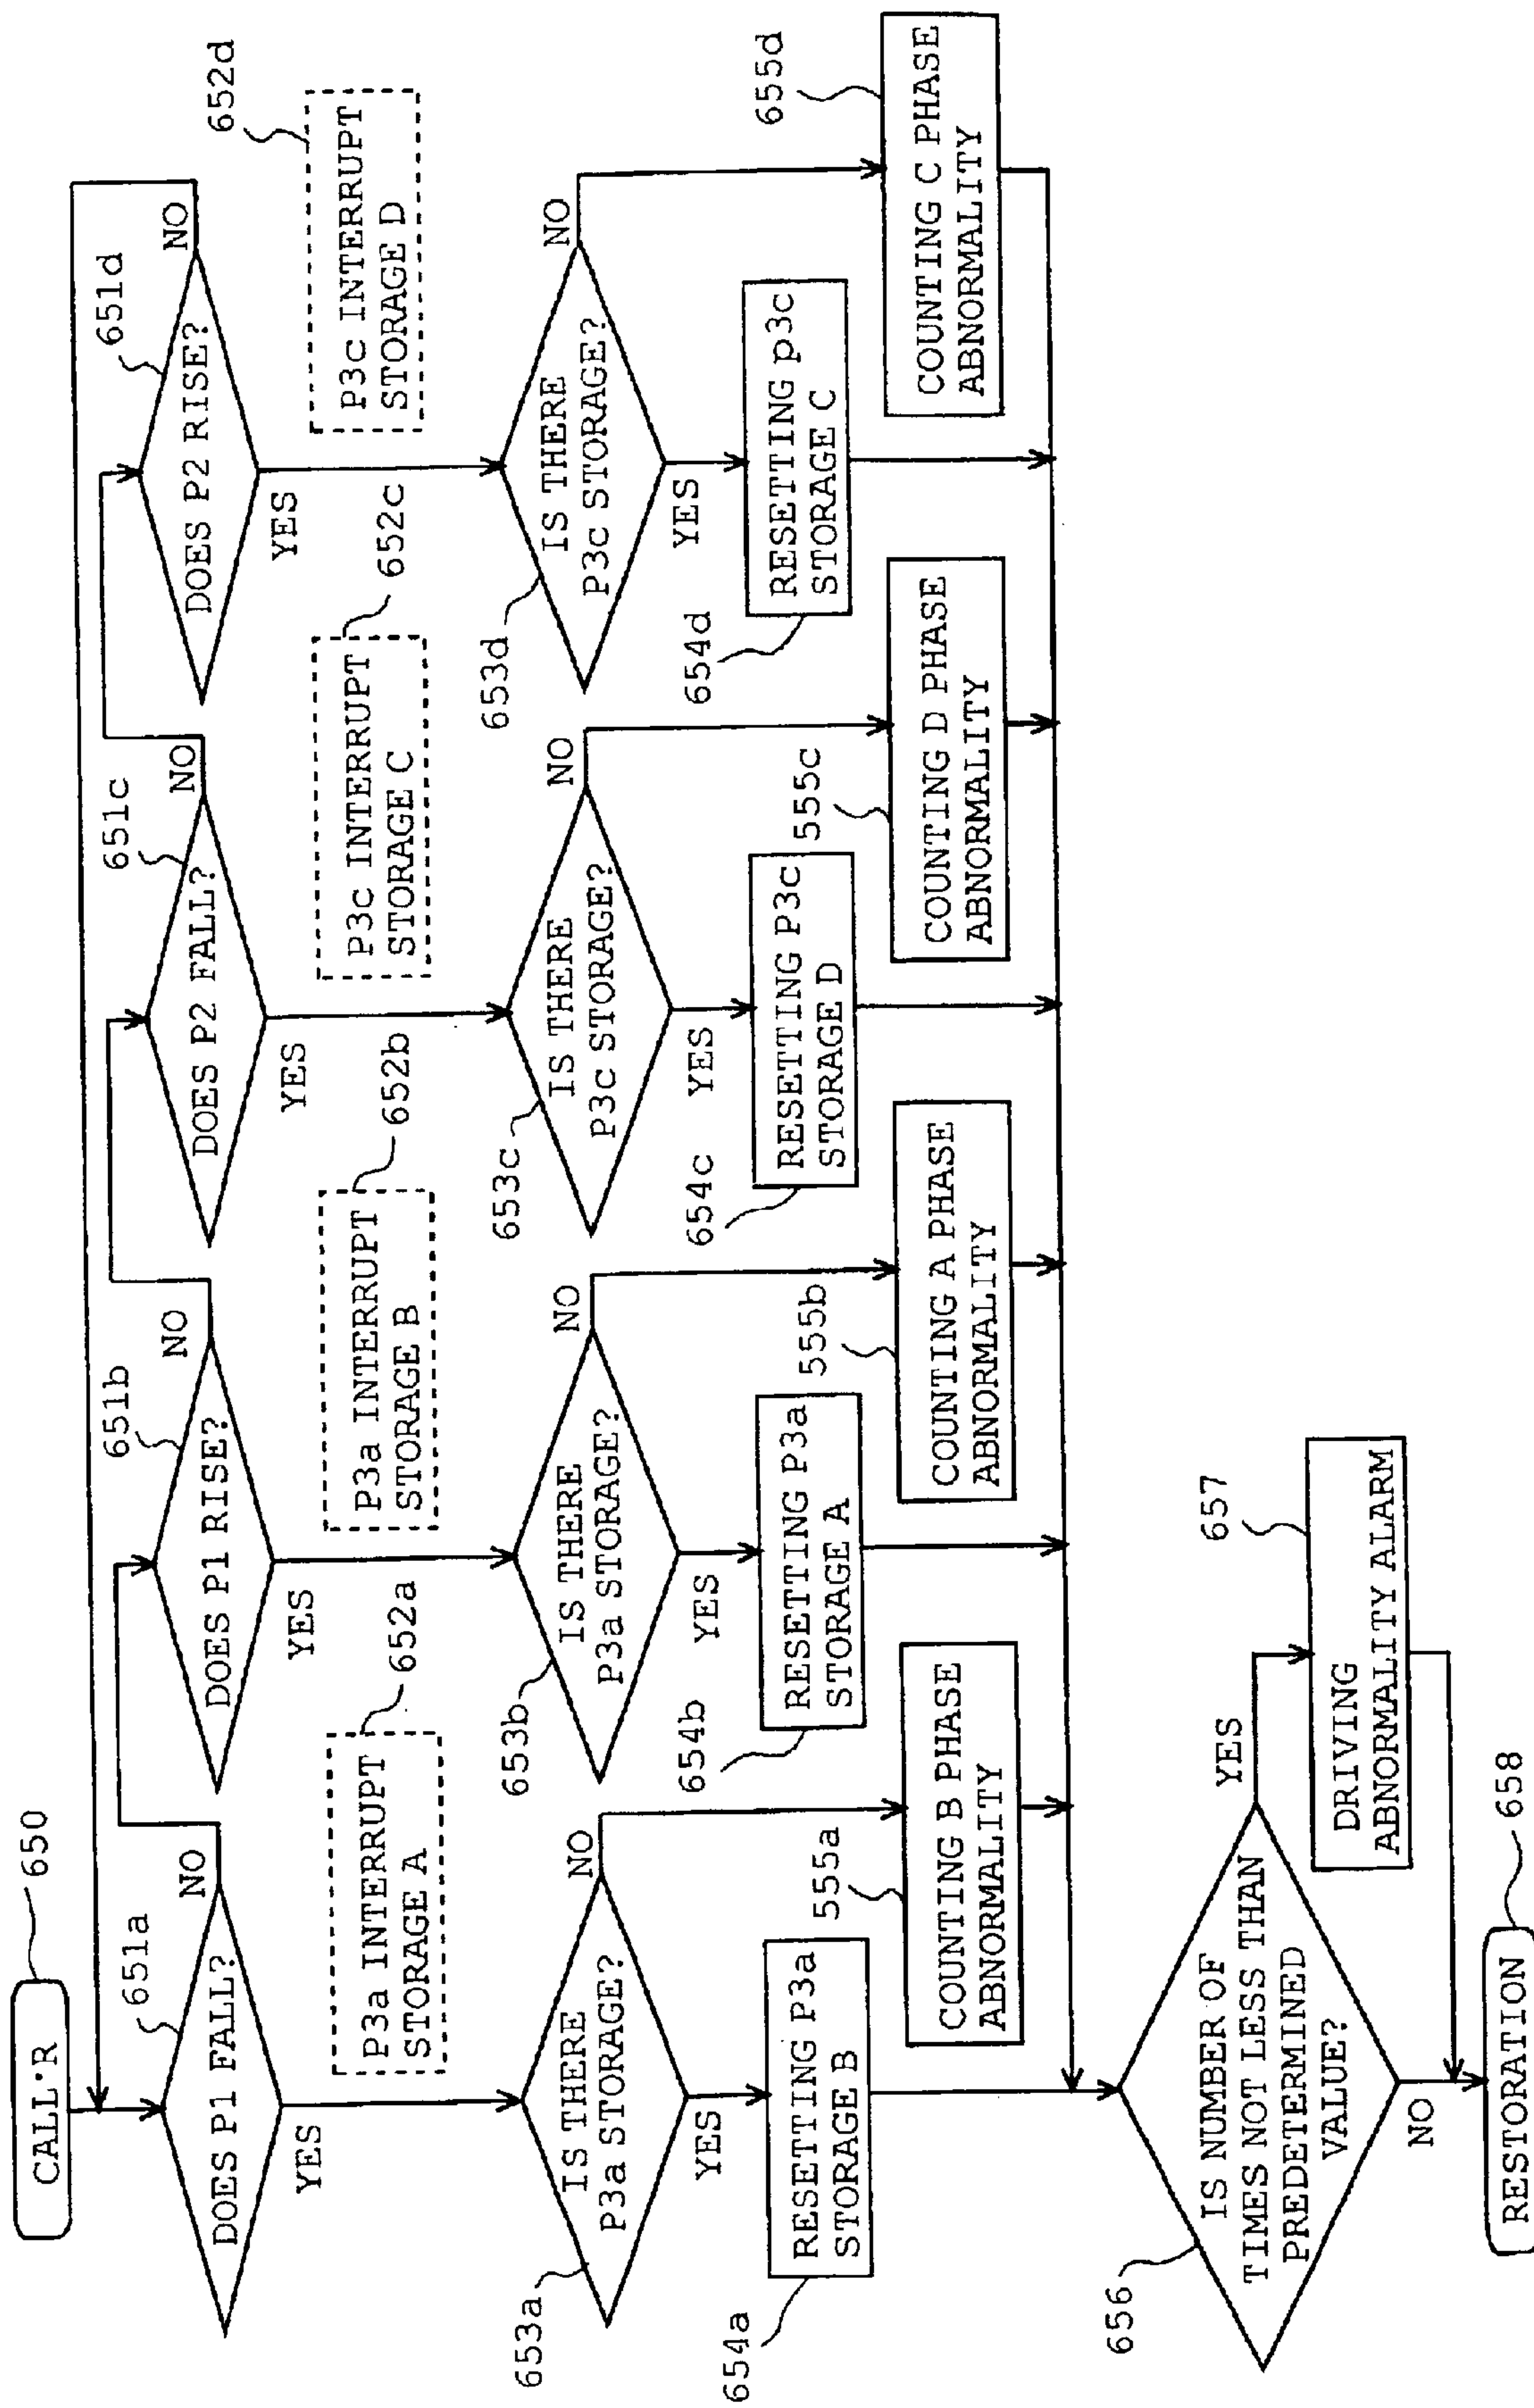 CALL·R
650
DOES P1 FALL?
651a
NO
YES
DOES P1 RISE?
651b
NO
YES
DOES P2 FALL?
651c
NO
YES
DOES P2 RISE?
651d
NO
YES
P3a INTERRUPT
STORAGE A
652a
P3a INTERRUPT
STORAGE B
652b
P3c INTERRUPT
STORAGE C
652c
P3c INTERRUPT
STORAGE D
652d
653a
IS THERE
P3a STORAGE?
NO
YES
653b
IS THERE
P3a STORAGE?
NO
YES
653c
IS THERE
P3c STORAGE?
NO
YES
653d
IS THERE
P3c STORAGE?
NO
YES
654a
RESETTING P3a
STORAGE B
654b
RESETTING P3a
STORAGE A
654c
RESETTING P3c
STORAGE D
654d
RESETTING p3c
STORAGE C
555a
COUNTING B PHASE
ABNORMALITY
555b
COUNTING A PHASE
ABNORMALITY
555c
COUNTING D PHASE
ABNORMALITY
655d
COUNTING C PHASE
ABNORMALITY
656
IS NUMBER OF
TIMES NOT LESS THAN
PREDETERMINED
VALUE?
YES
NO
657
DRIVING
ABNORMALITY ALARM
RESTORATION
658